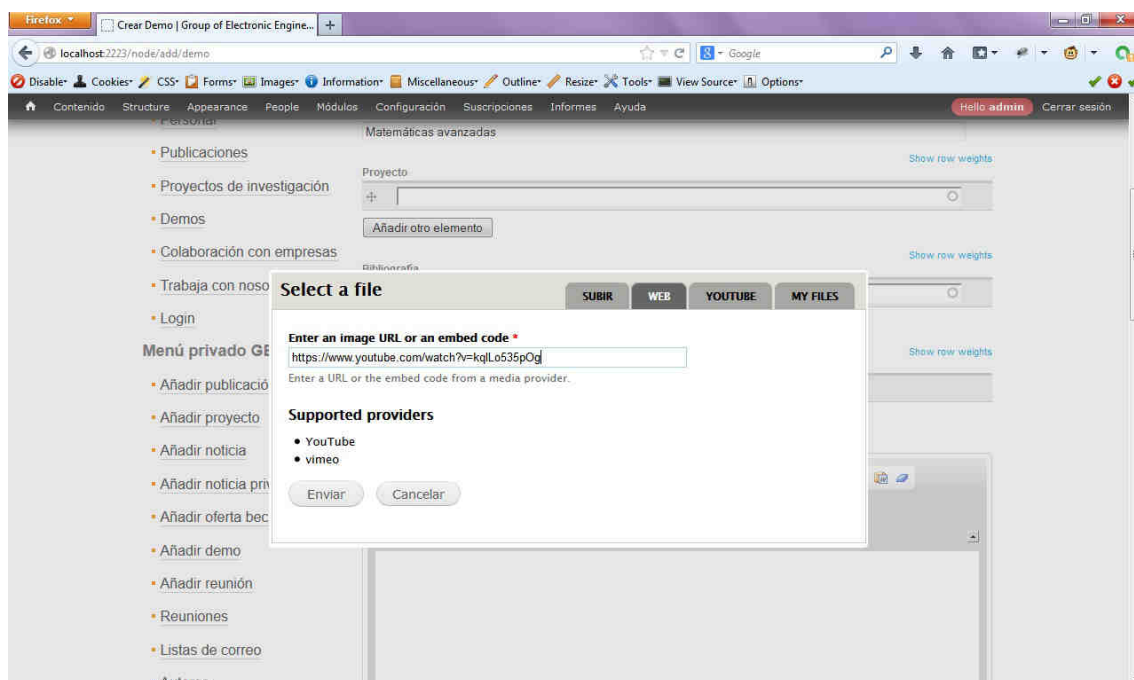 Firefox
Crear Demo | Group of Electronic Engine...
localhost:2223/node/add/demo
Google
Disable Cookies CSS Forms Images Information Miscellaneous Outline Resize Tools View Source Options
Contenido Structure Appearance People Módulos Configuración Suscripciones Informes Ayuda Hello admin Cerrar sesión
Personal
Matemáticas avanzadas
Publicaciones
Show row weights
Proyecto
Proyectos de investigación
Demos
Añadir otro elemento
Colaboración con empresas
Show row weights
Bibliografía
Trabaja con noso
Select a file
SUBIR WEB YOUTUBE MY FILES
Login
Enter an image URL or an embed code *
Menú privado GE
Show row weights
https://www.youtube.com/watch?v=kqlLo535pOg
Enter a URL or the embed code from a media provider.
Añadir publicació
Supported providers
Añadir proyecto
YouTube
Añadir noticia
vimeo
Añadir noticia priv
Enviar Cancelar
Añadir oferta bec
Añadir demo
Añadir reunión
Reuniones
Listas de correo